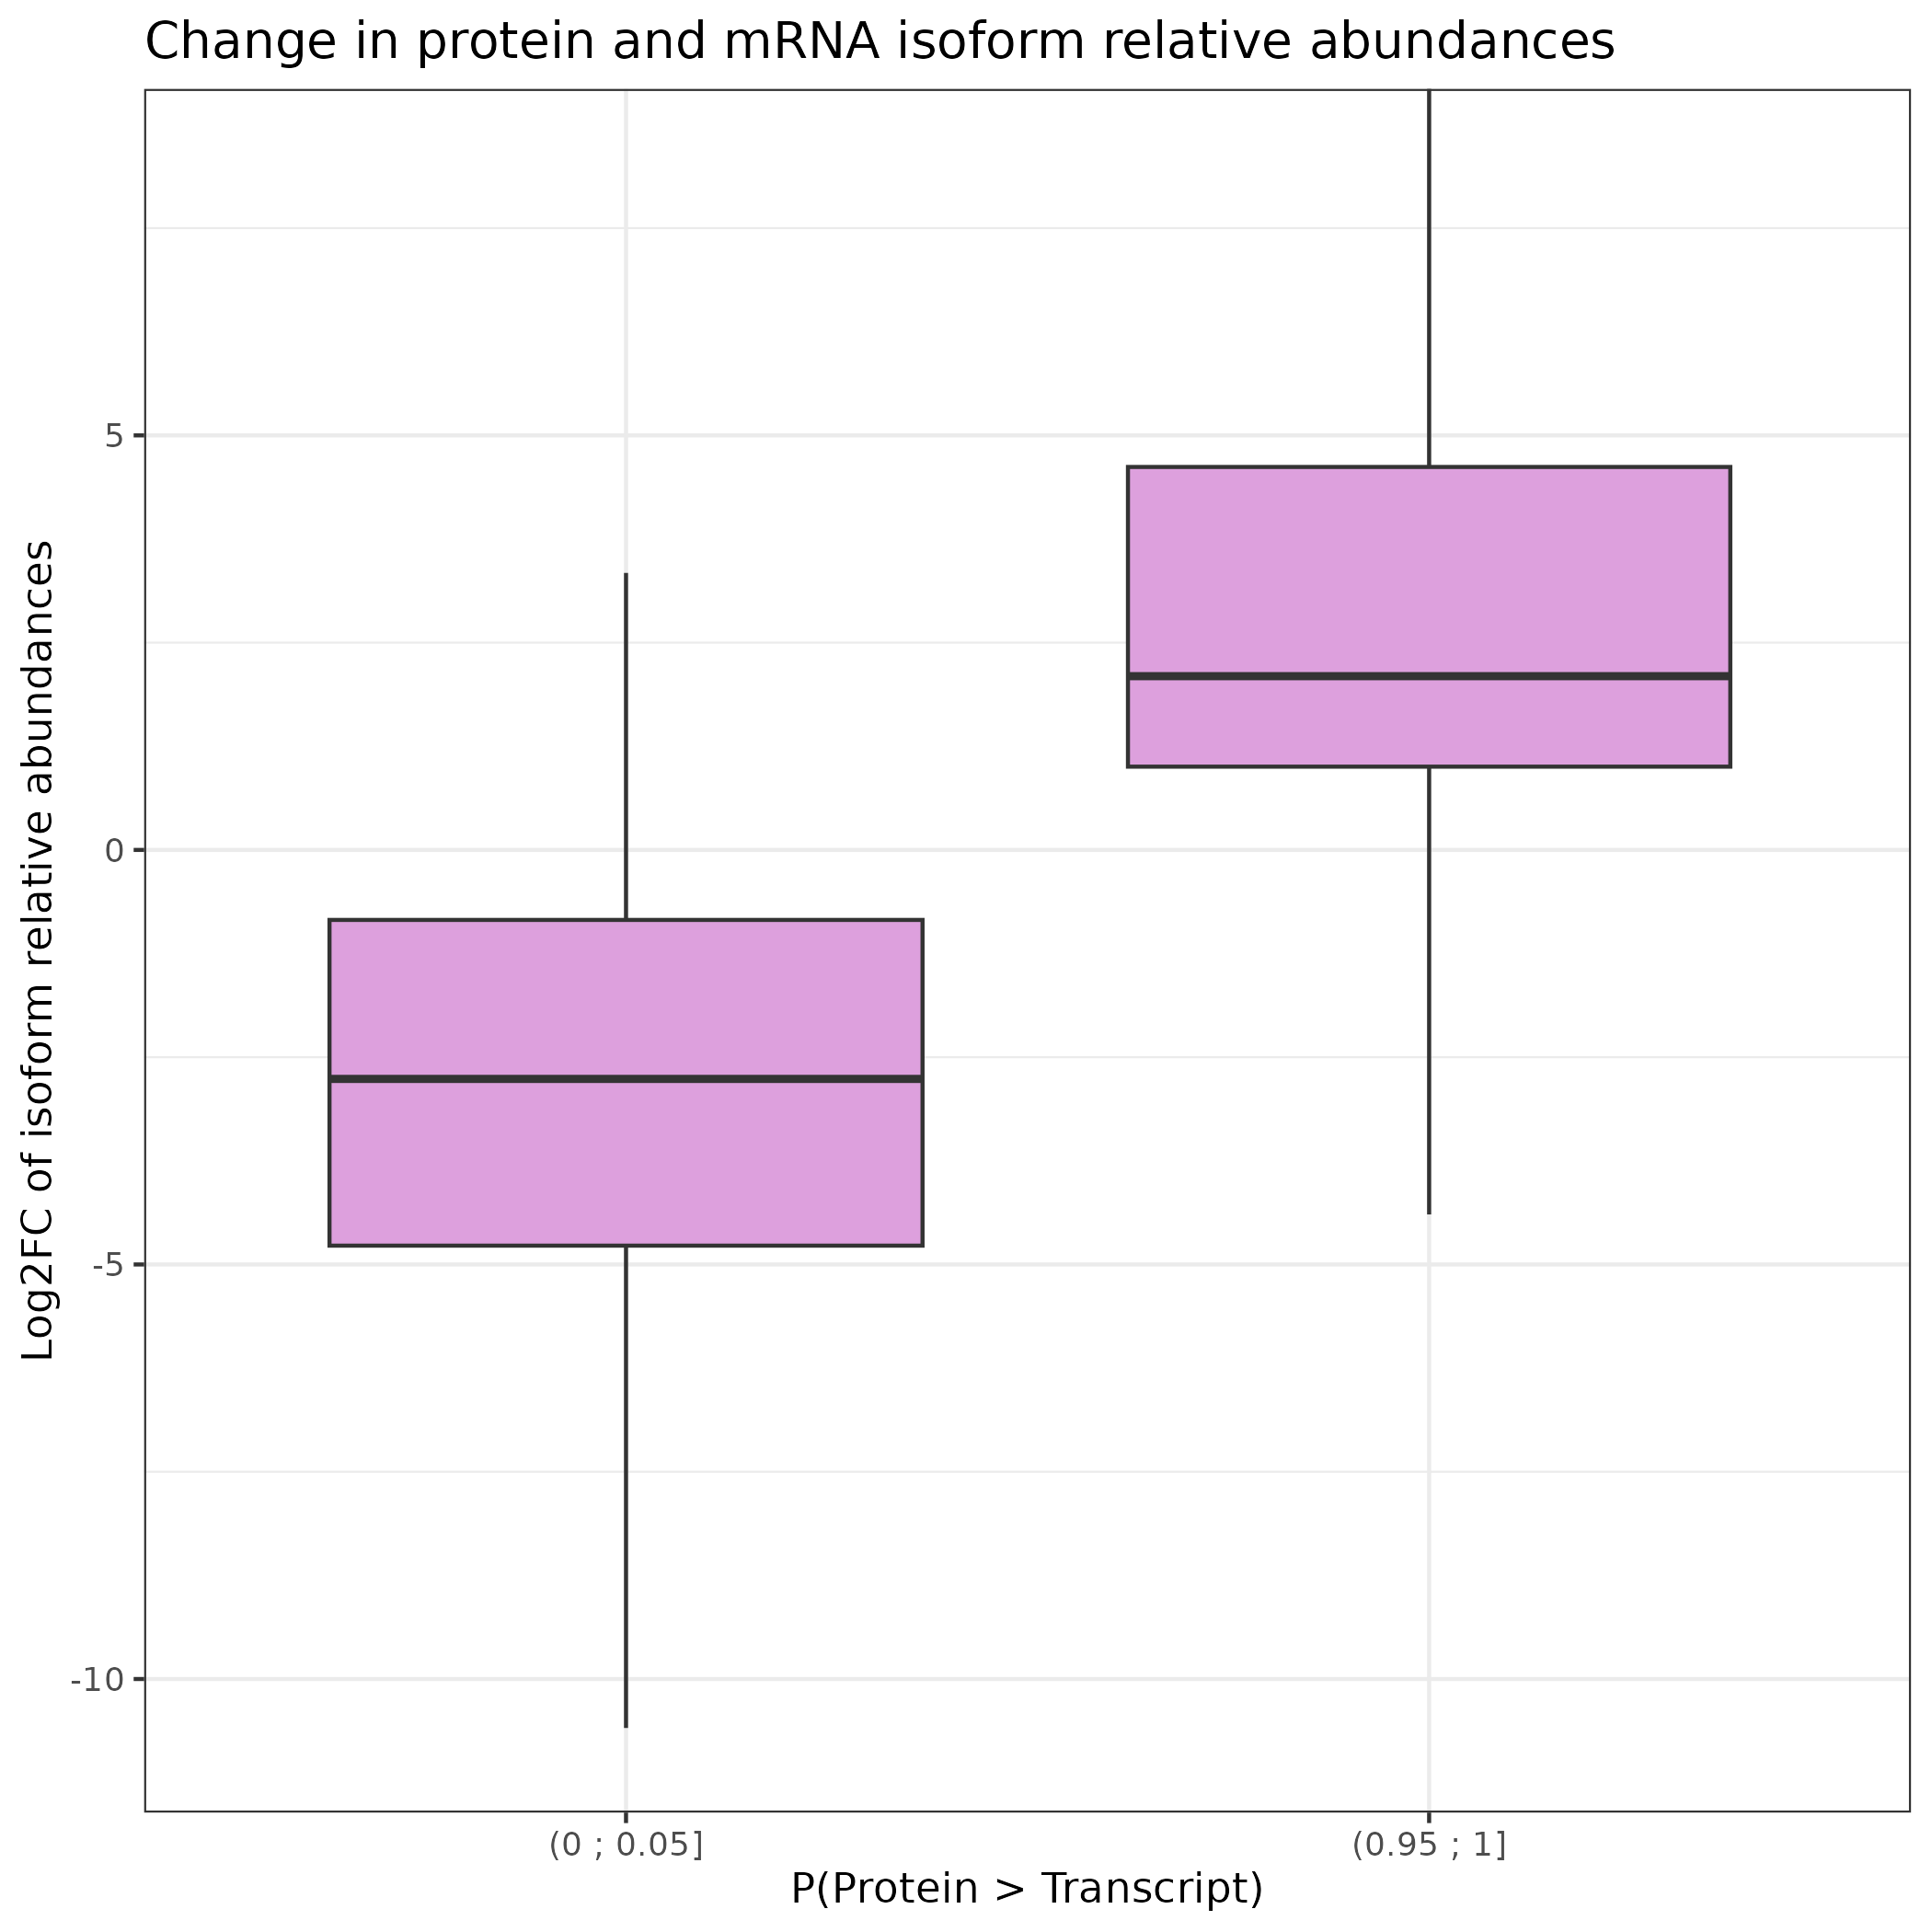 Change in protein and mRNA isoform relative abundances
Log2FC of isoform relative abundances
5
0
-5
-10
(0 ; 0.05]
(0.95 ; 1]
P(Protein > Transcript)